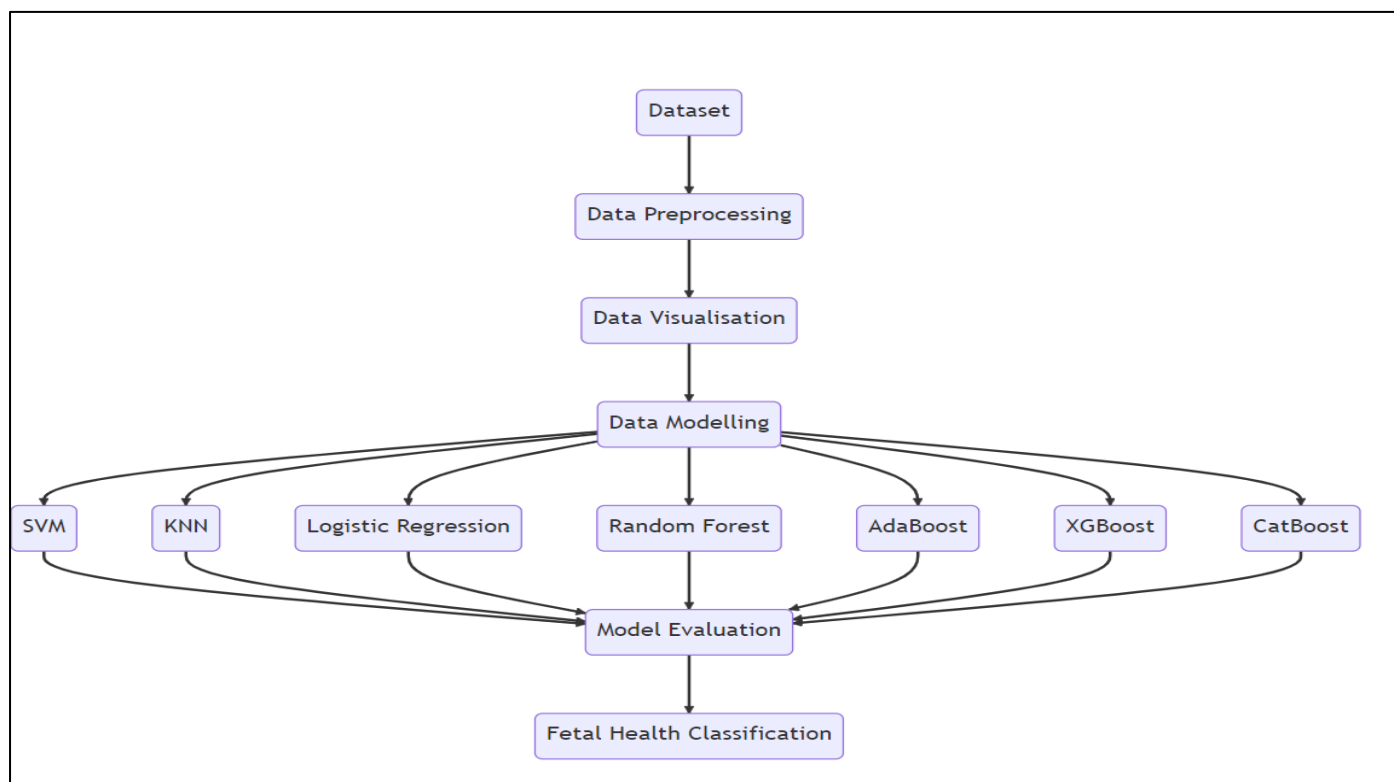 Dataset
Data Preprocessing
Data Visualisation
Data Modelling
SVM
KNN
Logistic Regression
Random Forest
AdaBoost
XGBoost
CatBoost
Model Evaluation
Fetal Health Classification